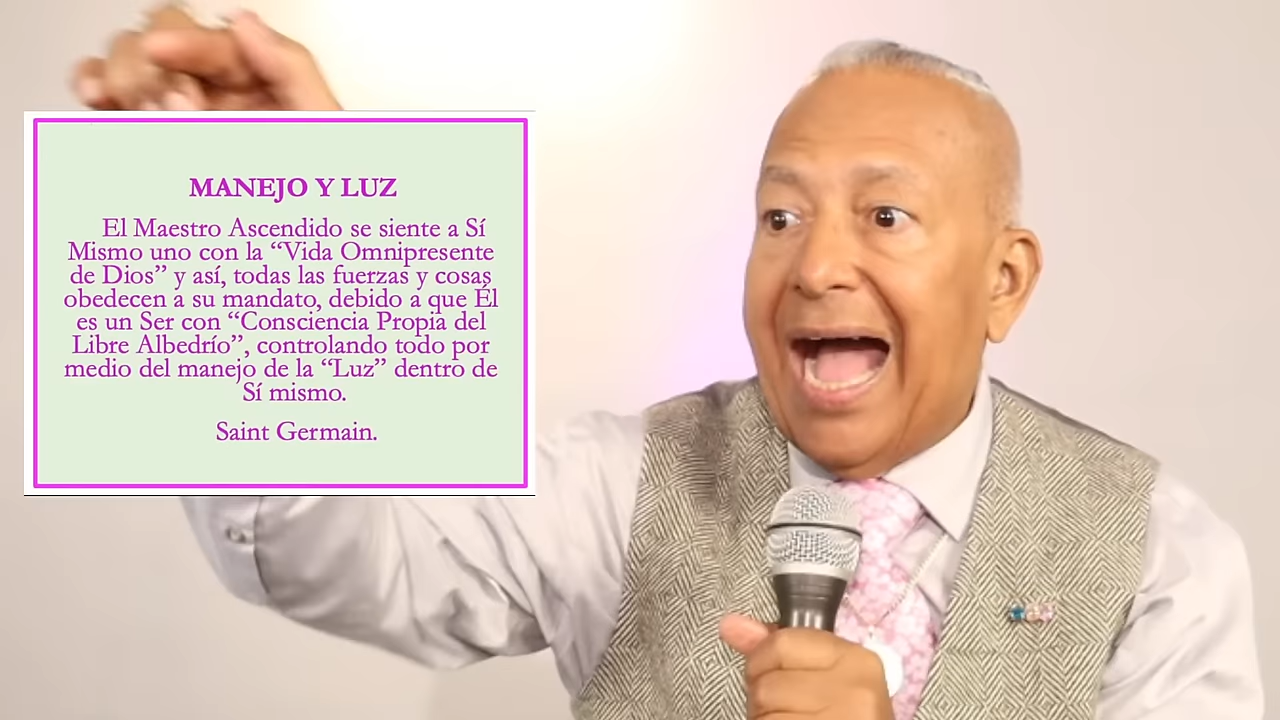 MANEJO Y LUZ
El Maestro Ascendido se siente a Sí
Mismo uno con la “Vida Omnipresente
de Dios” y así, todas las fuerzas y cosas
obedecen a su mandato, debido a que Él
es un Ser con “Consciencia Propia del
Libre Albedrío”, controlando todo por
medio del manejo de la “Luz” dentro de
Sí mismo.
Saint Germain.